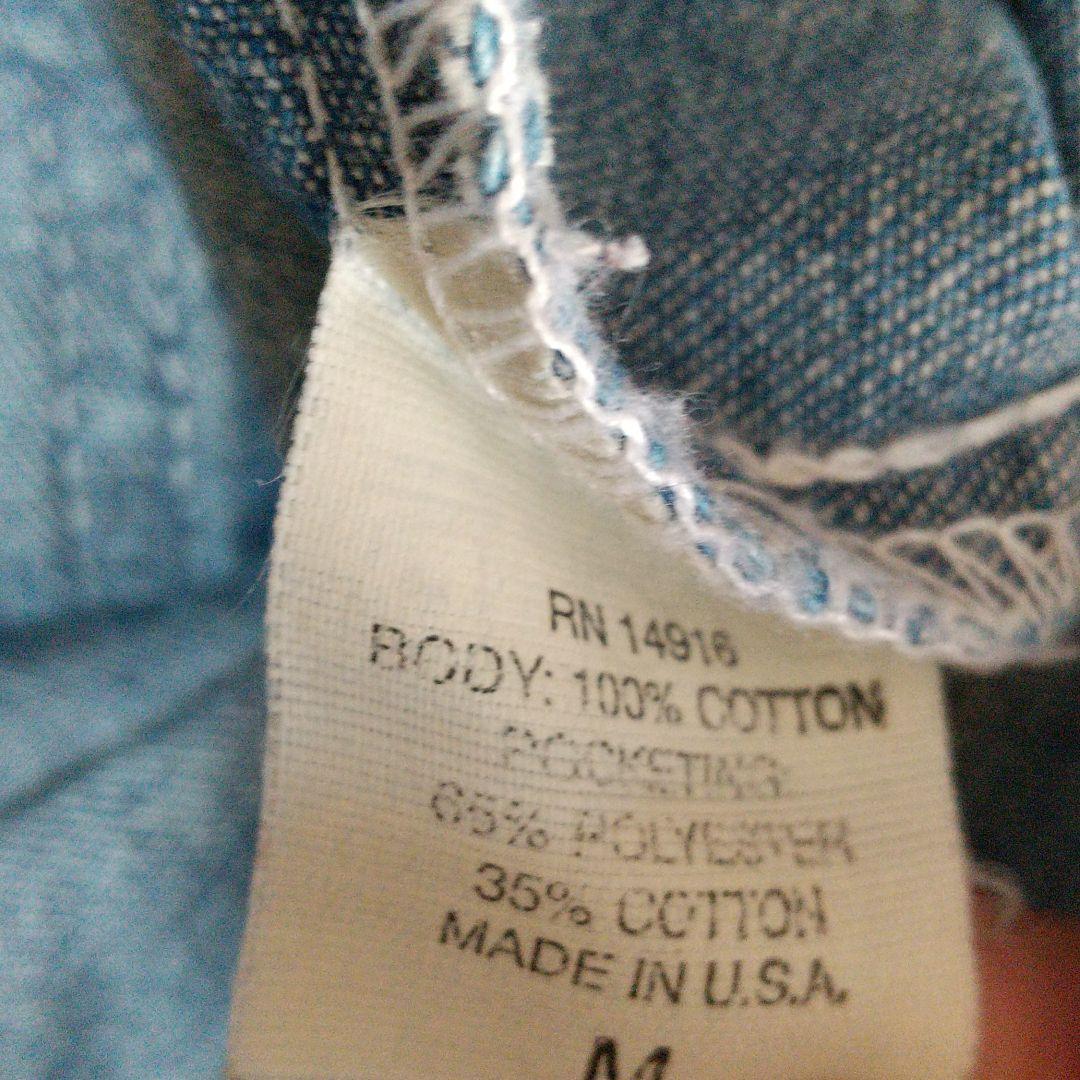 RN 14916
BODY: 100% COTTON
POCKETING:
65% POLYESTER
35% COTTON
MADE IN U.S.A.
M